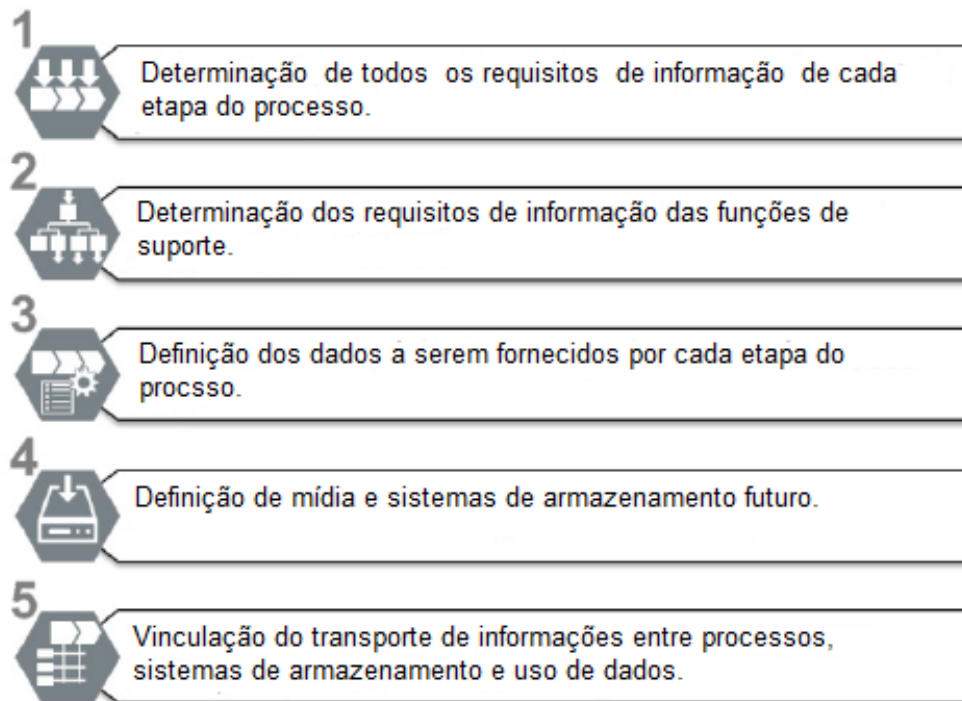 1
Determinação de todos os requisitos de informação de cada
etapa do processo.
2
Determinação dos requisitos de informação das funções de
suporte.
3
Definição dos dados a serem fornecidos por cada etapa do
procsso.
4
Definição de mídia e sistemas de armazenamento futuro.
5
Vinculação do transporte de informações entre processos,
sistemas de armazenamento e uso de dados.